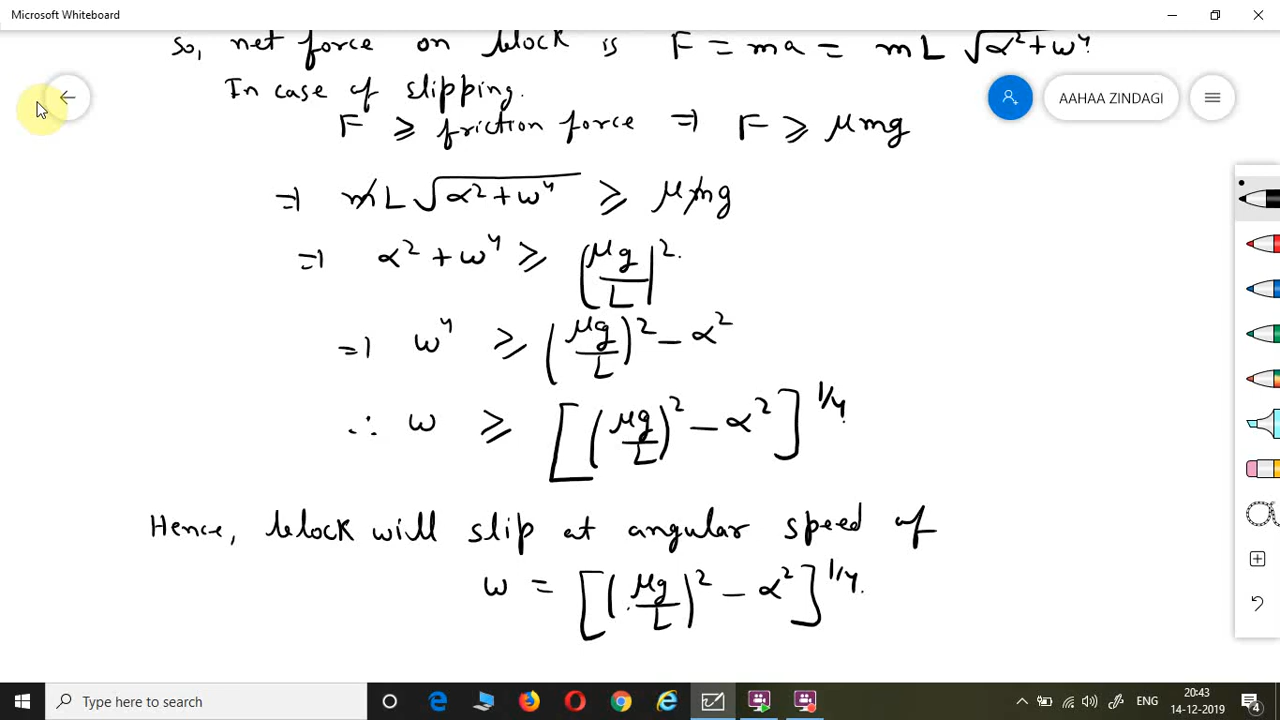 Microsoft Whiteboard
So, net force on block is F = ma = mL √α²+ω⁴
In case of slipping.
AAHAA ZINDAGI
F ⩾ friction force ⇒ F ⩾ μmg
⇒ mL √α²+ω⁴ ⩾ μmg
⇒ α² + ω⁴ ⩾ (μg/L)².
⇒ ω⁴ ⩾ (μg/L)² − α²
∴ ω ⩾ [(μg/L)² − α²]^1/4.
Hence, block will slip at angular speed of
ω = [(μg/L)² − α²]^1/4.
Type here to search
ENG
20:43
14-12-2019
4